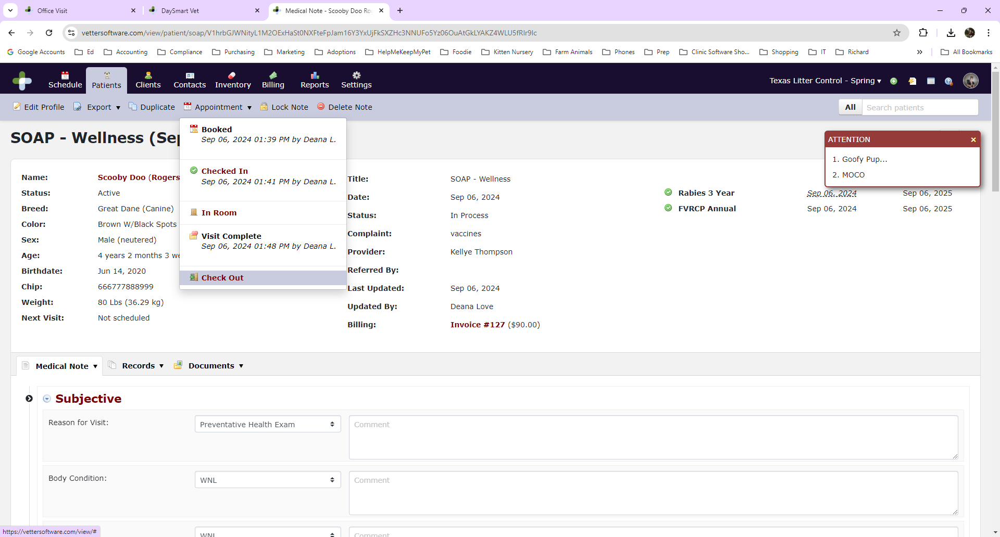 Office Visit
DaySmart Vet
Medical Note - Scooby Doo Ro
vettersoftware.com/view/patient/soap/V1hrbGJWNityL1M2OExHaSt0NXFteFpJam16Y3YxUjFkSXZHc3NNUFo5Yz06OuAtGkLYAKZ4WLU5fRIr9Ic
Google Accounts Ed Accounting Compliance Purchasing Marketing Adoptions HelpMeKeepMyPet Foodie Kitten Nursery Farm Animals Phones Prep Clinic Software Sho... Shopping IT Richard » All Bookmarks
Schedule Patients Clients Contacts Inventory Billing Reports Settings
Texas Litter Control - Spring ▾
Edit Profile Export ▾ Duplicate Appointment ▾ Lock Note Delete Note
All Search patients
SOAP - Wellness (Sep
Booked
Sep 06, 2024 01:39 PM by Deana L.
Checked In
Sep 06, 2024 01:41 PM by Deana L.
In Room
Visit Complete
Sep 06, 2024 01:48 PM by Deana L.
Check Out
ATTENTION ×
1. Goofy Pup...
2. MOCO
Name: Scooby Doo (Rogers
Status: Active
Breed: Great Dane (Canine)
Color: Brown W/Black Spots
Sex: Male (neutered)
Age: 4 years 2 months 3 we
Birthdate: Jun 14, 2020
Chip: 666777888999
Weight: 80 Lbs (36.29 kg)
Next Visit: Not scheduled
Title: SOAP - Wellness
Date: Sep 06, 2024
Status: In Process
Complaint: vaccines
Provider: Kellye Thompson
Referred By:
Last Updated: Sep 06, 2024
Updated By: Deana Love
Billing: Invoice #127 ($90.00)
Rabies 3 Year Sep 06, 2024 Sep 06, 2025
FVRCP Annual Sep 06, 2024 Sep 06, 2025
Medical Note ▾ Records ▾ Documents ▾
Subjective
Reason for Visit: Preventative Health Exam Comment
Body Condition: WNL Comment
WNL Comment
https://vettersoftware.com/view/#